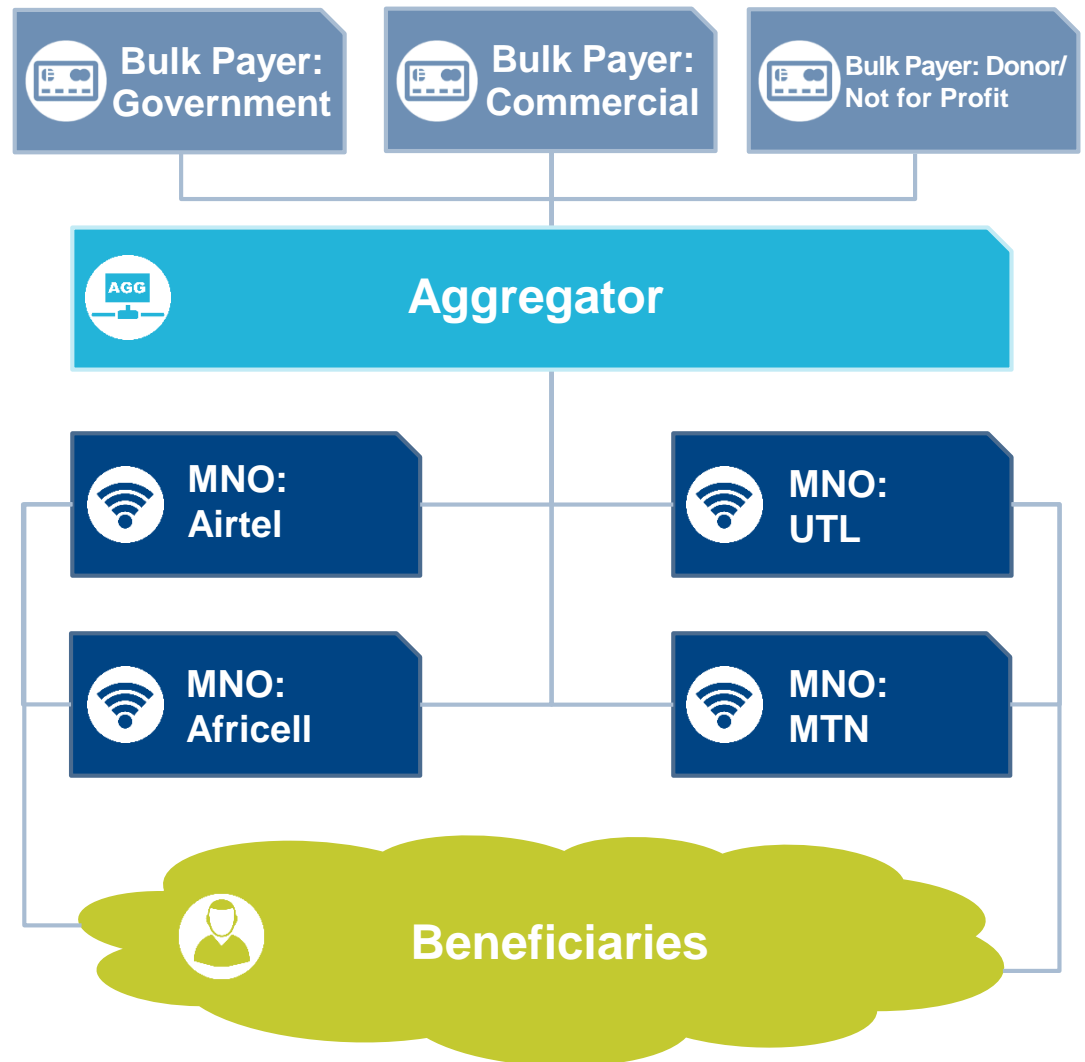 Bulk Payer:
Government
Bulk Payer:
Commercial
Bulk Payer: Donor/
Not for Profit
AGG
Aggregator
MNO:
Airtel
MNO:
UTL
MNO:
Africell
MNO:
MTN
Beneficiaries